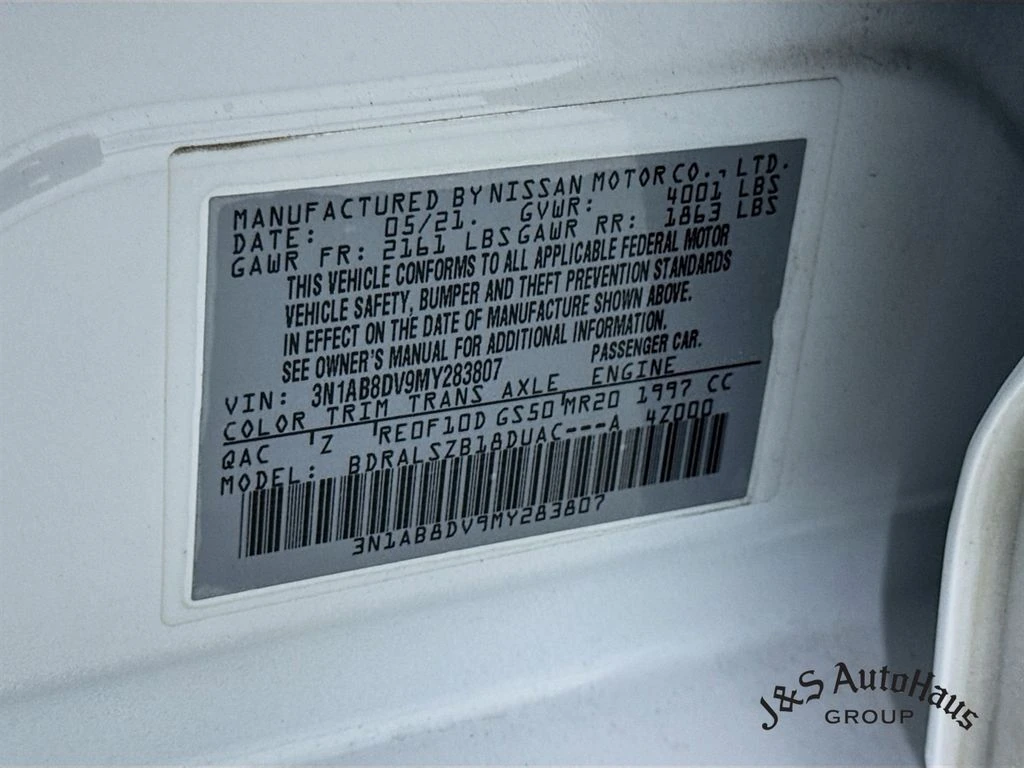 MANUFACTURED BY NISSAN MOTOR CO., LTD.
DATE: 05/21. GVWR: 4001 LBS
GAWR FR: 2161 LBS GAWR RR: 1863 LBS
THIS VEHICLE CONFORMS TO ALL APPLICABLE FEDERAL MOTOR
VEHICLE SAFETY, BUMPER AND THEFT PREVENTION STANDARDS
IN EFFECT ON THE DATE OF MANUFACTURE SHOWN ABOVE.
SEE OWNER'S MANUAL FOR ADDITIONAL INFORMATION.
VIN: 3N1AB8DV9MY283807 PASSENGER CAR.
COLOR TRIM TRANS AXLE ENGINE
QAC ' Z ' RE0F10D GS50 ' MR20 1997 CC
MODEL: BDRALSZB18DUAC---A 4Z000
3N1AB8DV9MY283807
J&S AutoHaus
GROUP